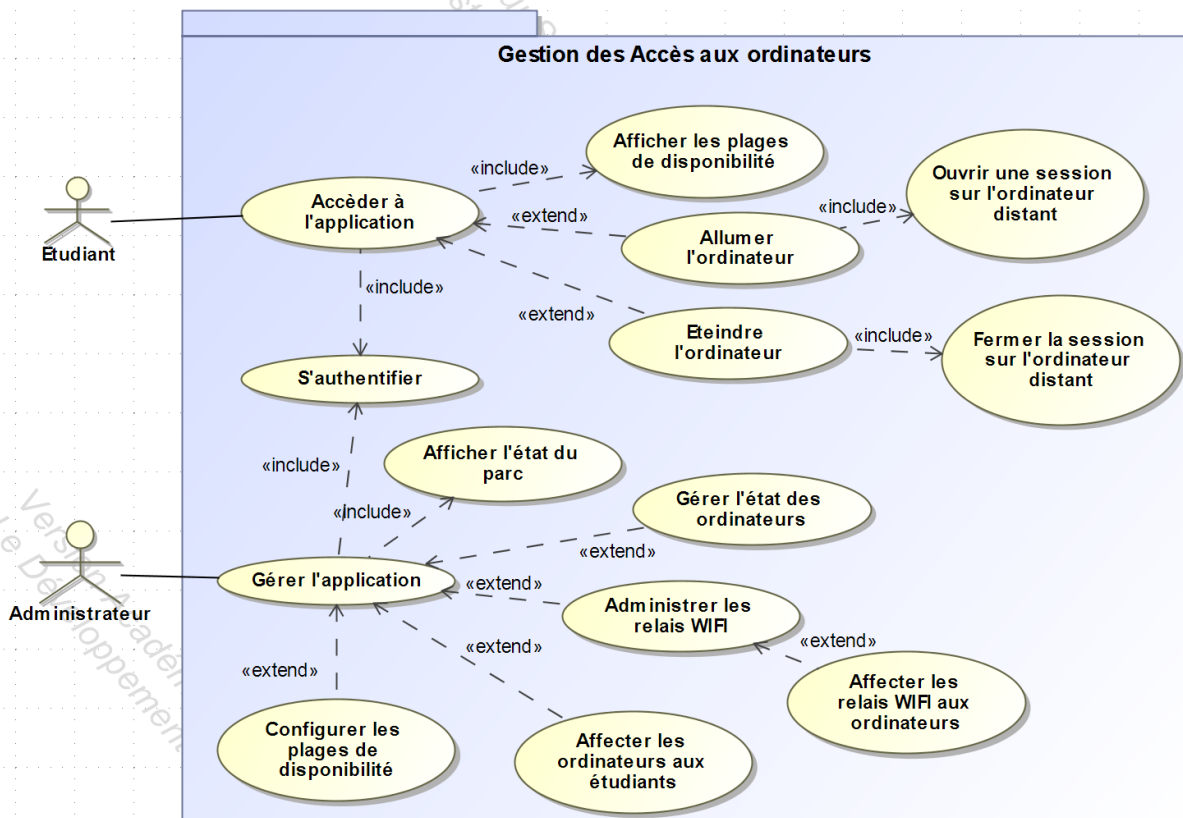 Gestion des Accès aux ordinateurs
Afficher les plages
de disponibilité
«include»
Ouvrir une session
sur l'ordinateur
distant
Accèder à
l'application
«extend»
«include»
Allumer
l'ordinateur
Etudiant
«include»
«extend»
Eteindre
l'ordinateur
«include»
Fermer la session
sur l'ordinateur
distant
S'authentifier
Afficher l'état du
parc
«include»
Gérer l'état des
ordinateurs
«include»
«extend»
Gérer l'application
«extend»
Administrer les
relais WIFI
Administrateur
«extend»
«extend»
«extend»
Affecter les
relais WIFI aux
ordinateurs
Configurer les
plages de
disponibilité
Affecter les
ordinateurs aux
étudiants
Version
Développement